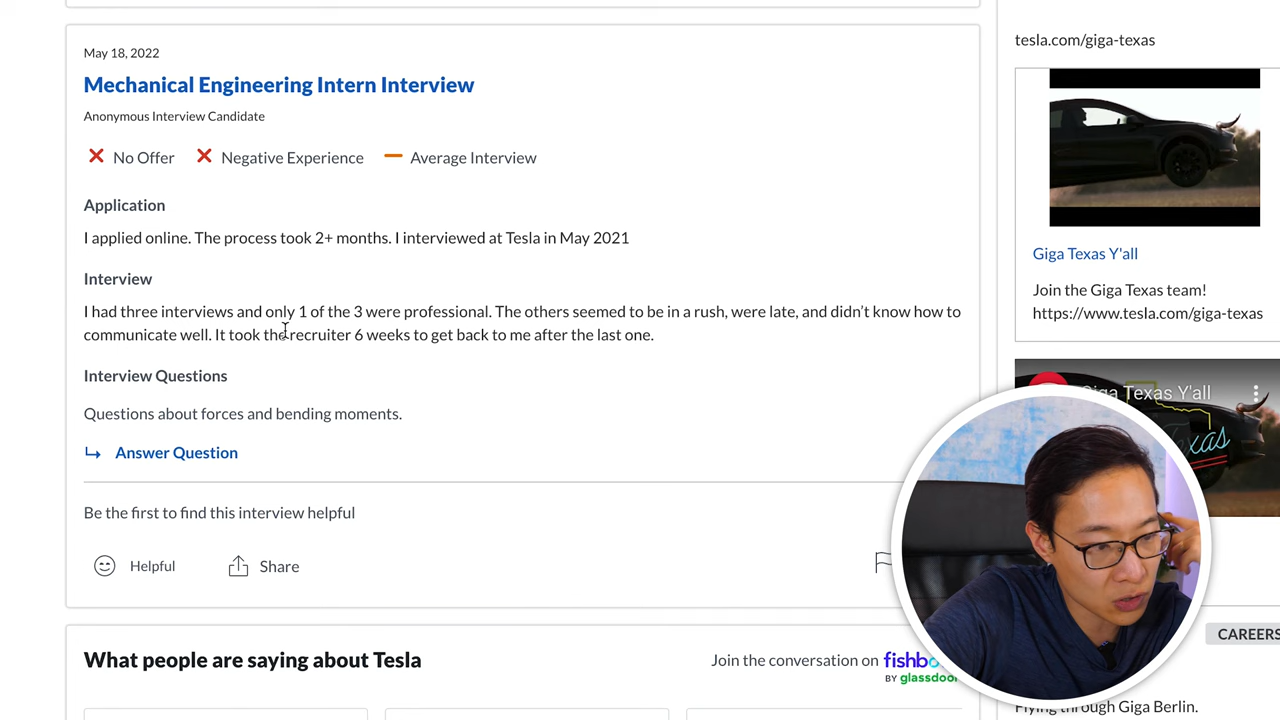 May 18, 2022
Mechanical Engineering Intern Interview
Anonymous Interview Candidate
No Offer
Negative Experience
Average Interview
Application
I applied online. The process took 2+ months. I interviewed at Tesla in May 2021
Interview
I had three interviews and only 1 of the 3 were professional. The others seemed to be in a rush, were late, and didn’t know how to
communicate well. It took the recruiter 6 weeks to get back to me after the last one.
Interview Questions
Questions about forces and bending moments.
Answer Question
Be the first to find this interview helpful
Helpful
Share
What people are saying about Tesla
Join the conversation on
BY glassdoor
tesla.com/giga-texas
Giga Texas Y'all
Join the Giga Texas team!
https://www.tesla.com/giga-texas
Texas Y'all
CAREERS
Flying through Giga Berlin.